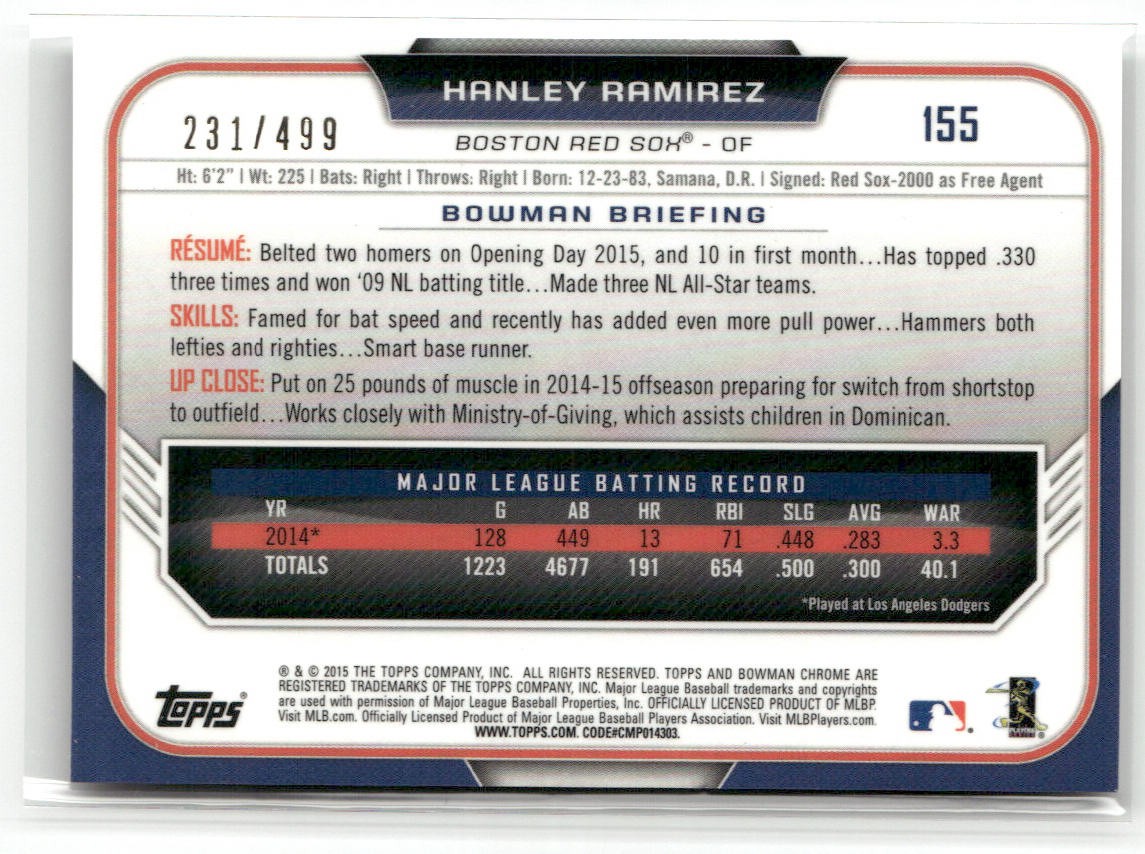 HANLEY RAMIREZ
231/499
155
BOSTON RED SOX® - OF
Ht: 6'2" | Wt: 225 | Bats: Right | Throws: Right | Born: 12-23-83, Samana, D.R. | Signed: Red Sox-2000 as Free Agent
BOWMAN BRIEFING
RÉSUMÉ: Belted two homers on Opening Day 2015, and 10 in first month...Has topped .330
three times and won '09 NL batting title...Made three NL All-Star teams.
SKILLS: Famed for bat speed and recently has added even more pull power...Hammers both
lefties and righties...Smart base runner.
UP CLOSE: Put on 25 pounds of muscle in 2014-15 offseason preparing for switch from shortstop
to outfield...Works closely with Ministry-of-Giving, which assists children in Dominican.
MAJOR LEAGUE BATTING RECORD
YR G AB HR RBI SLG AVG WAR
2014* 128 449 13 71 .448 .283 3.3
TOTALS 1223 4677 191 654 .500 .300 40.1
*Played at Los Angeles Dodgers
® & © 2015 THE TOPPS COMPANY, INC. ALL RIGHTS RESERVED. TOPPS AND BOWMAN CHROME ARE
REGISTERED TRADEMARKS OF THE TOPPS COMPANY, INC. Major League Baseball trademarks and copyrights
are used with permission of Major League Baseball Properties, Inc. OFFICIALLY LICENSED PRODUCT OF MLBP.
Visit MLB.com. Officially Licensed Product of Major League Baseball Players Association. Visit MLBPlayers.com.
WWW.TOPPS.COM. CODE#CMP014303.
Topps®